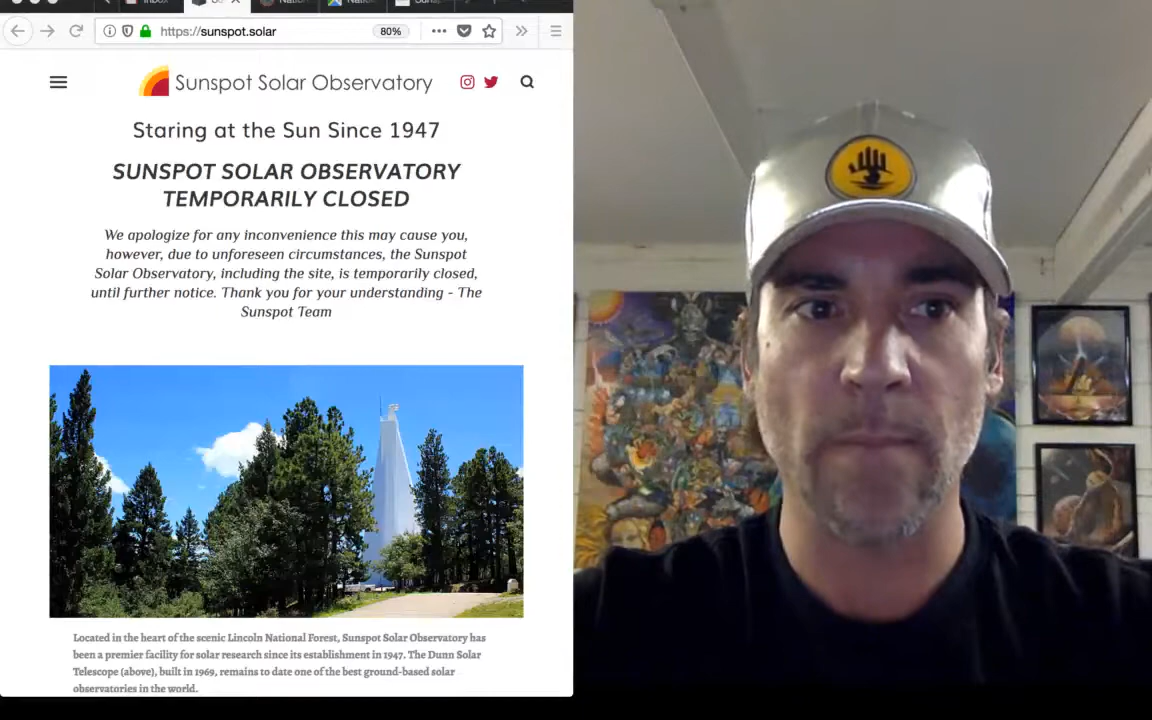 https://sunspot.solar
80%
Sunspot Solar Observatory
Staring at the Sun Since 1947
SUNSPOT SOLAR OBSERVATORY
TEMPORARILY CLOSED
We apologize for any inconvenience this may cause you,
however, due to unforeseen circumstances, the Sunspot
Solar Observatory, including the site, is temporarily closed,
until further notice. Thank you for your understanding - The
Sunspot Team
Located in the heart of the scenic Lincoln National Forest, Sunspot Solar Observatory has
been a premier facility for solar research since its establishment in 1947. The Dunn Solar
Telescope (above), built in 1969, remains to date one of the best ground-based solar
observatories in the world.